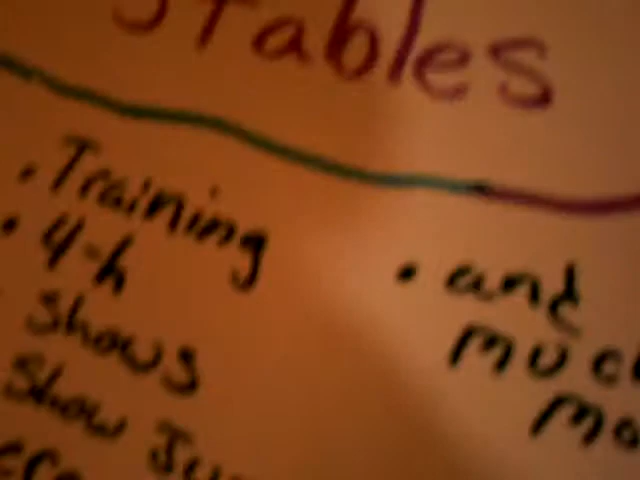 Stables
• Training
• 4-h
Shows
Show
• and
much